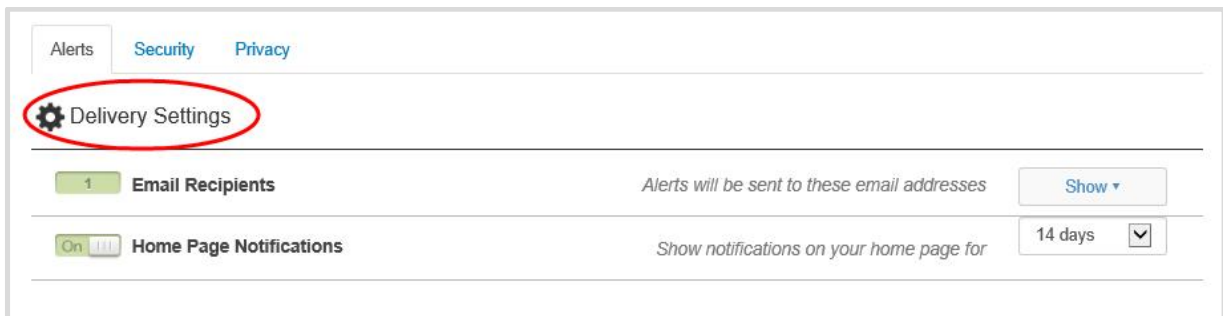 Alerts Security Privacy
Delivery Settings
1 Email Recipients Alerts will be sent to these email addresses Show
On Home Page Notifications Show notifications on your home page for 14 days